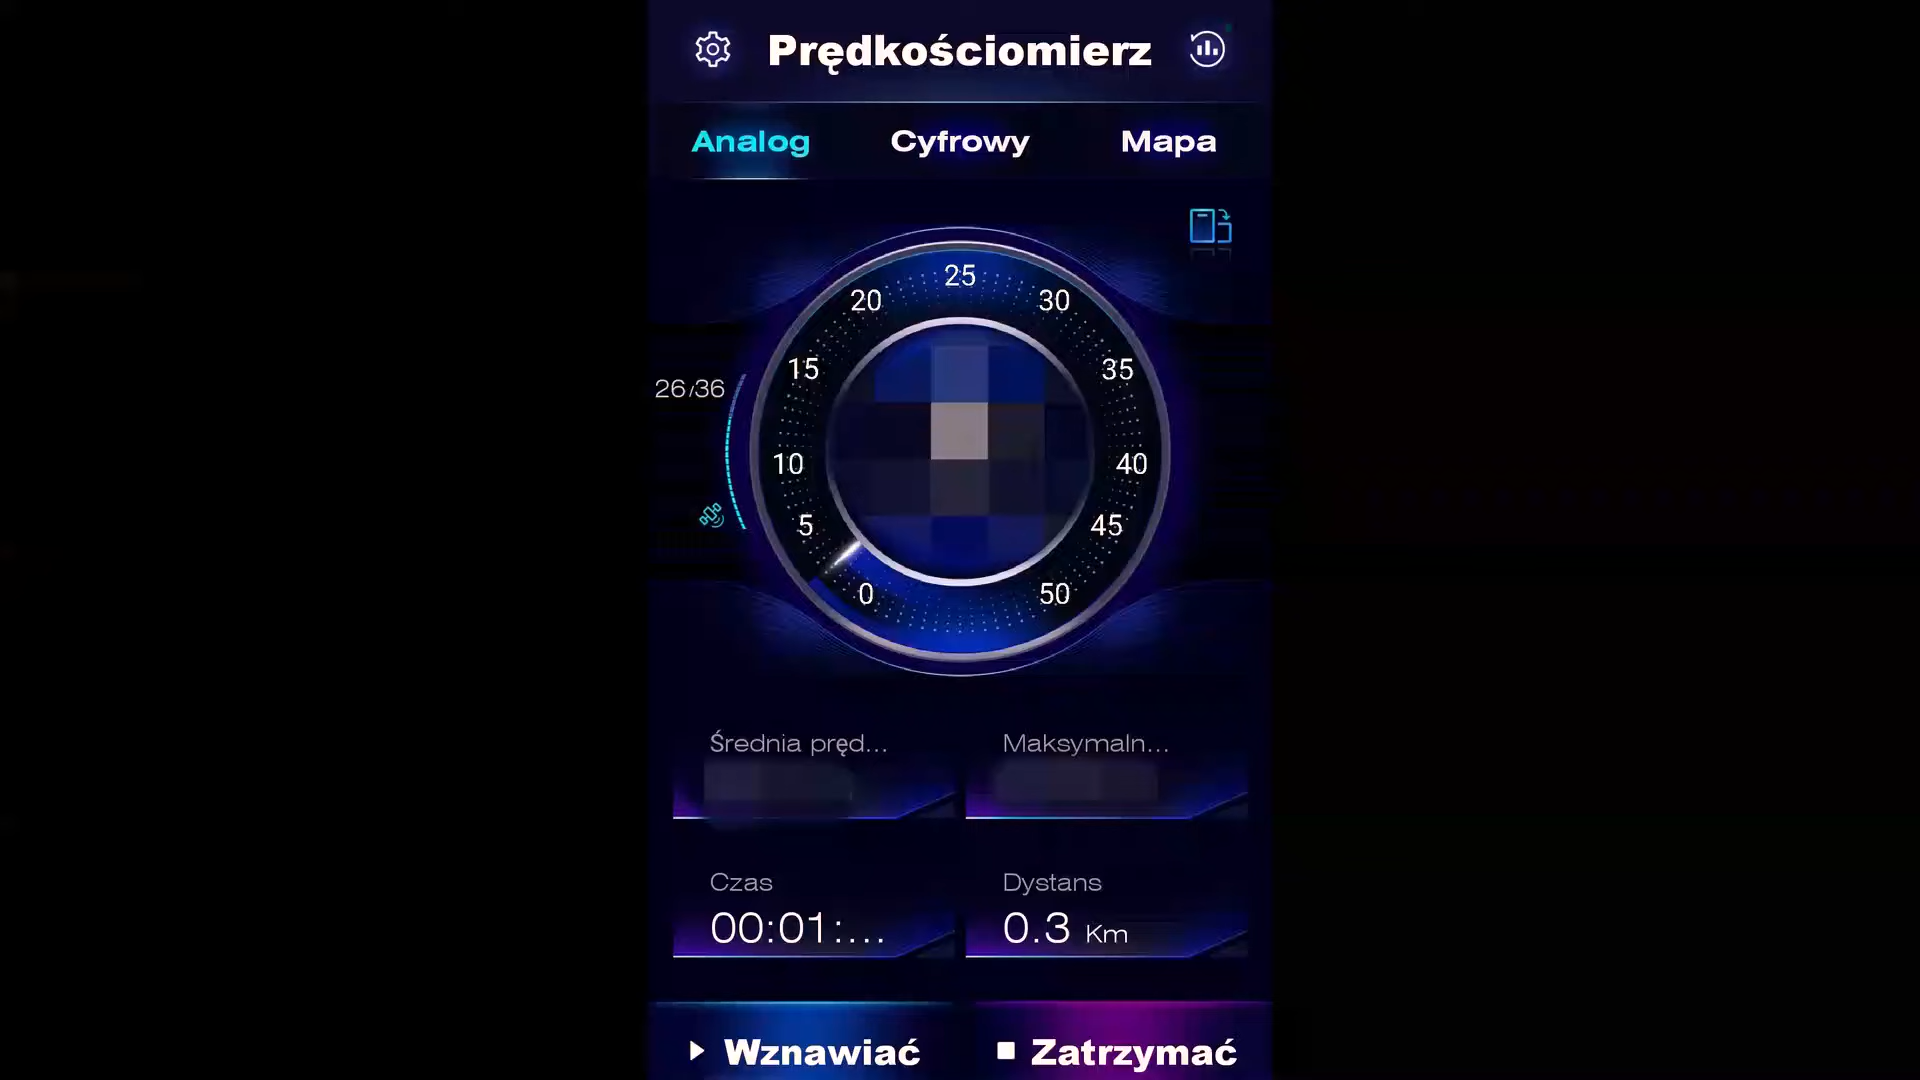 Prędkościomierz
Analog Cyfrowy Mapa
25
20 30
15 35
26/36
10 40
5 45
0 50
Średnia pręd... Maksymaln...
Czas Dystans
00:01:... 0.3 Km
Wznawiać Zatrzymać